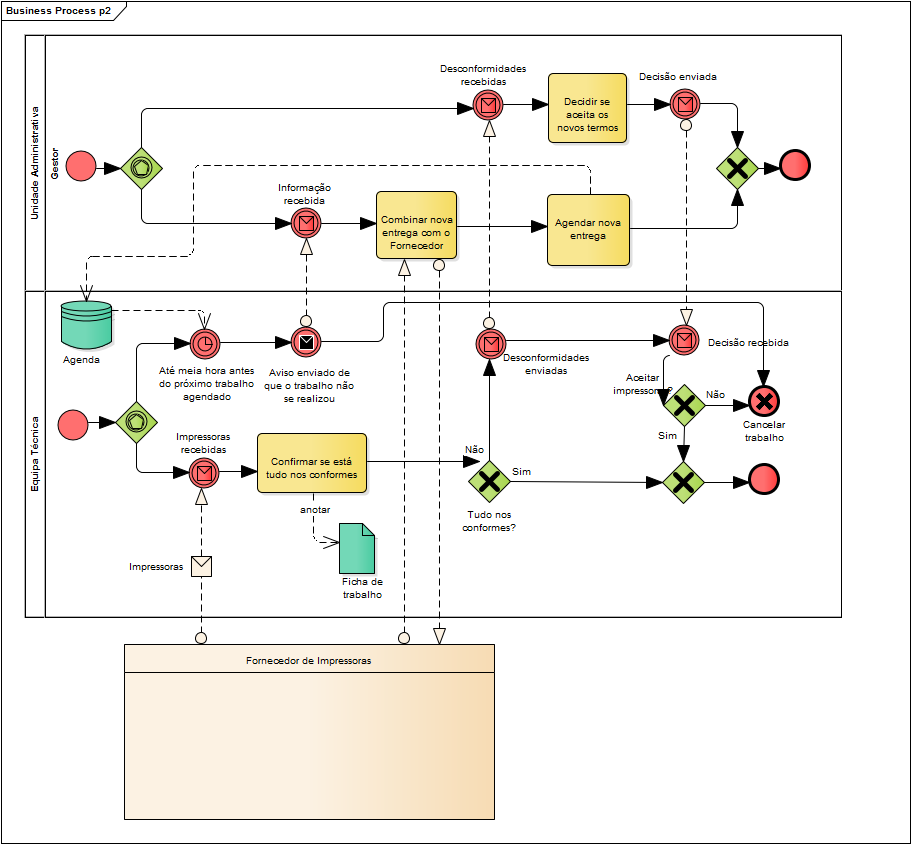 Business Process p2
Unidade Administrativa
Gestor
Desconformidades
recebidas
Decidir se
aceita os
novos termos
Decisão enviada
Informação
recebida
Combinar nova
entrega com o
Fornecedor
Agendar nova
entrega
Equipa Técnica
Agenda
Até meia hora antes
do próximo trabalho
agendado
Aviso enviado de
que o trabalho não
se realizou
Desconformidades
enviadas
Decisão recebida
Aceitar
impressoras?
Não
Cancelar
trabalho
Sim
Impressoras
recebidas
Confirmar se está
tudo nos conformes
Não
Sim
Tudo nos
conformes?
anotar
Ficha de
trabalho
Impressoras
Fornecedor de Impressoras